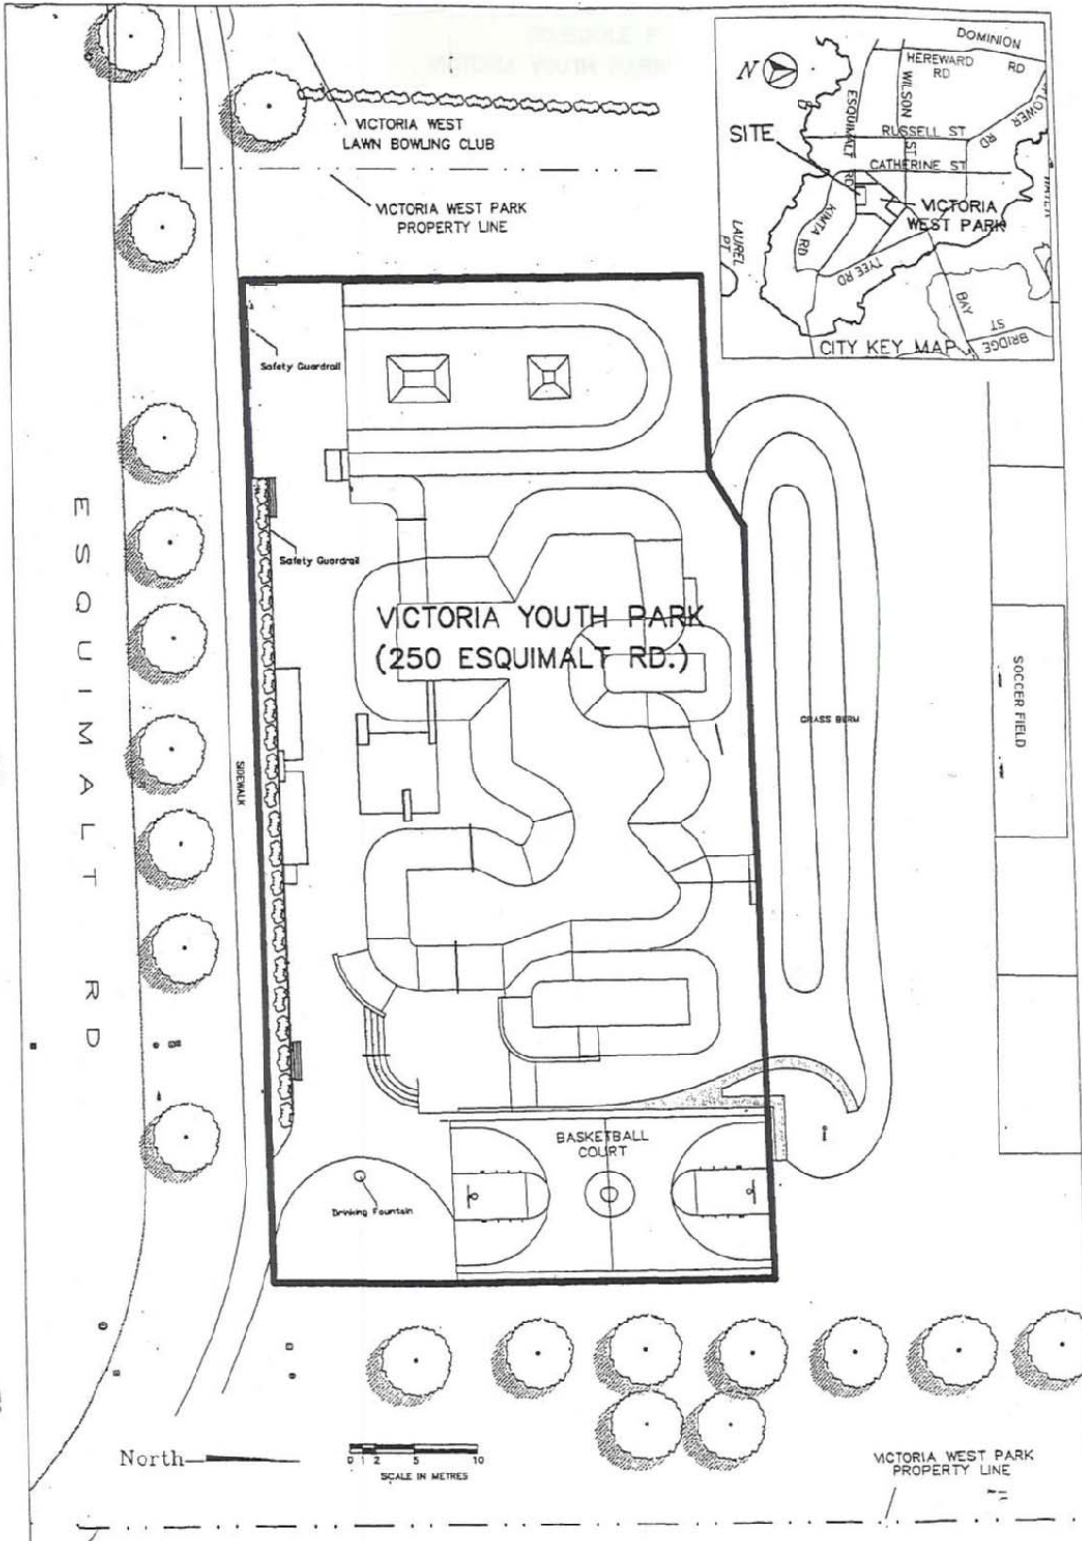 VICTORIA WEST
LAWN BOWLING CLUB
VICTORIA WEST PARK
PROPERTY LINE
N
SITE
DOMINION
RD
HEREWARD
RD
WILSON
ST
ESQUIMALT
RD
RUSSELL ST
RD
CATHERINE ST
VICTORIA
WEST PARK
KIMTA RD
TYEE RD
LAUREL
PT
BAY
ST
BRIDGE
CITY KEY MAP
Safety Guardrail
Safety Guardrail
VICTORIA YOUTH PARK
(250 ESQUIMALT RD.)
ESQUIMALT RD
SIDEWALK
GRASS BERM
SOCCER FIELD
BASKETBALL
COURT
Drinking Fountain
North
0 1 2 5 10
SCALE IN METRES
VICTORIA WEST PARK
PROPERTY LINE